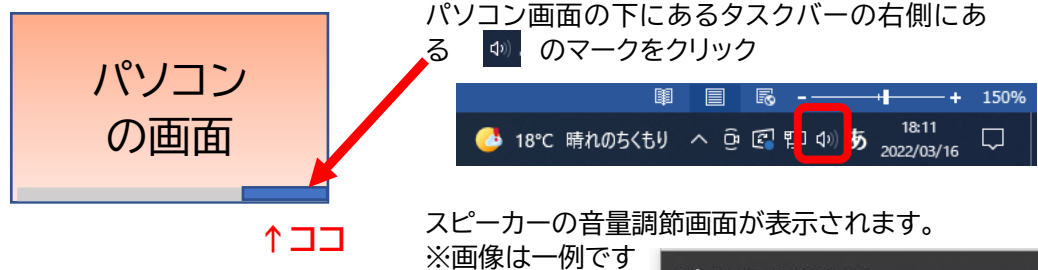 パソコン画面の下にあるタスクバーの右側にあ
る のマークをクリック
パソコン
の画面
↑ココ
150%
18°C 晴れのちくもり
あ
18:11
2022/03/16
スピーカーの音量調節画面が表示されます。
※画像は一例です